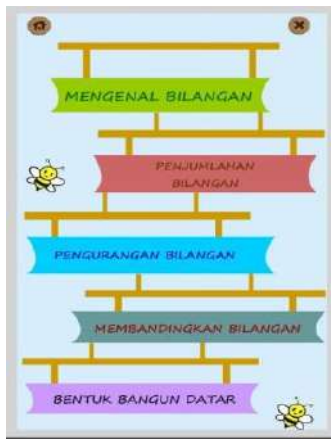 MENGENAL BILANGAN
PENJUMLAHAN
BILANGAN
PENGURANGAN BILANGAN
MEMBANDINGKAN BILANGAN
BENTUK BANGUN DATAR